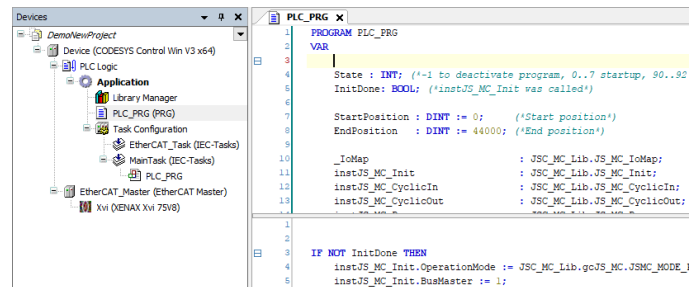 Devices
DemoNewProject
Device (CODESYS Control Win V3 x64)
PLC Logic
Application
Library Manager
PLC_PRG (PRG)
Task Configuration
EtherCAT_Task (IEC-Tasks)
MainTask (IEC-Tasks)
PLC_PRG
EtherCAT_Master (EtherCAT Master)
Xvi (XENAX Xvi 75V8)
PLC_PRG
1 PROGRAM PLC_PRG
2 VAR
3
4 State : INT; (*-1 to deactivate program, 0..7 startup, 90..92
5 InitDone: BOOL; (*instJS_MC_Init was called*)
6
7 StartPosition : DINT := 0; (*Start position*)
8 EndPosition : DINT := 44000; (*End position*)
9
10 _IoMap : JSC_MC_Lib.JS_MC_IoMap;
11 instJS_MC_Init : JSC_MC_Lib.JS_MC_Init;
12 instJS_MC_CyclicIn : JSC_MC_Lib.JS_MC_CyclicIn;
13 instJS_MC_CyclicOut : JSC_MC_Lib.JS_MC_CyclicOut;
1
2
3 IF NOT InitDone THEN
4 instJS_MC_Init.OperationMode := JSC_MC_Lib.gcJS_MC.JSMC_MODE_
5 instJS_MC_Init.BusMaster := 1;